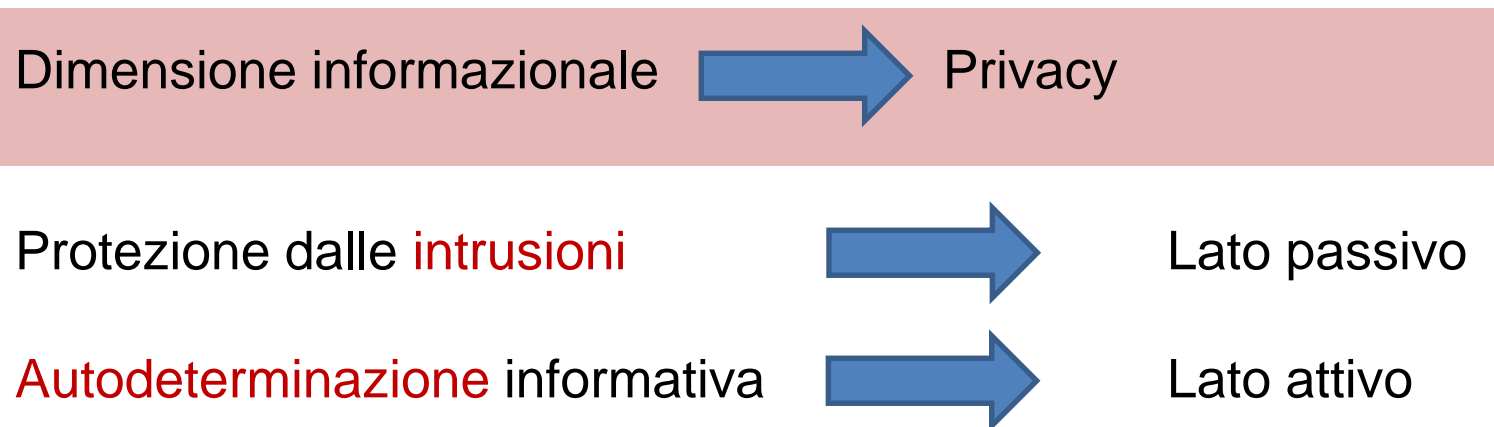 Dimensione informazionale Privacy
Protezione dalle intrusioni Lato passivo
Autodeterminazione informativa Lato attivo